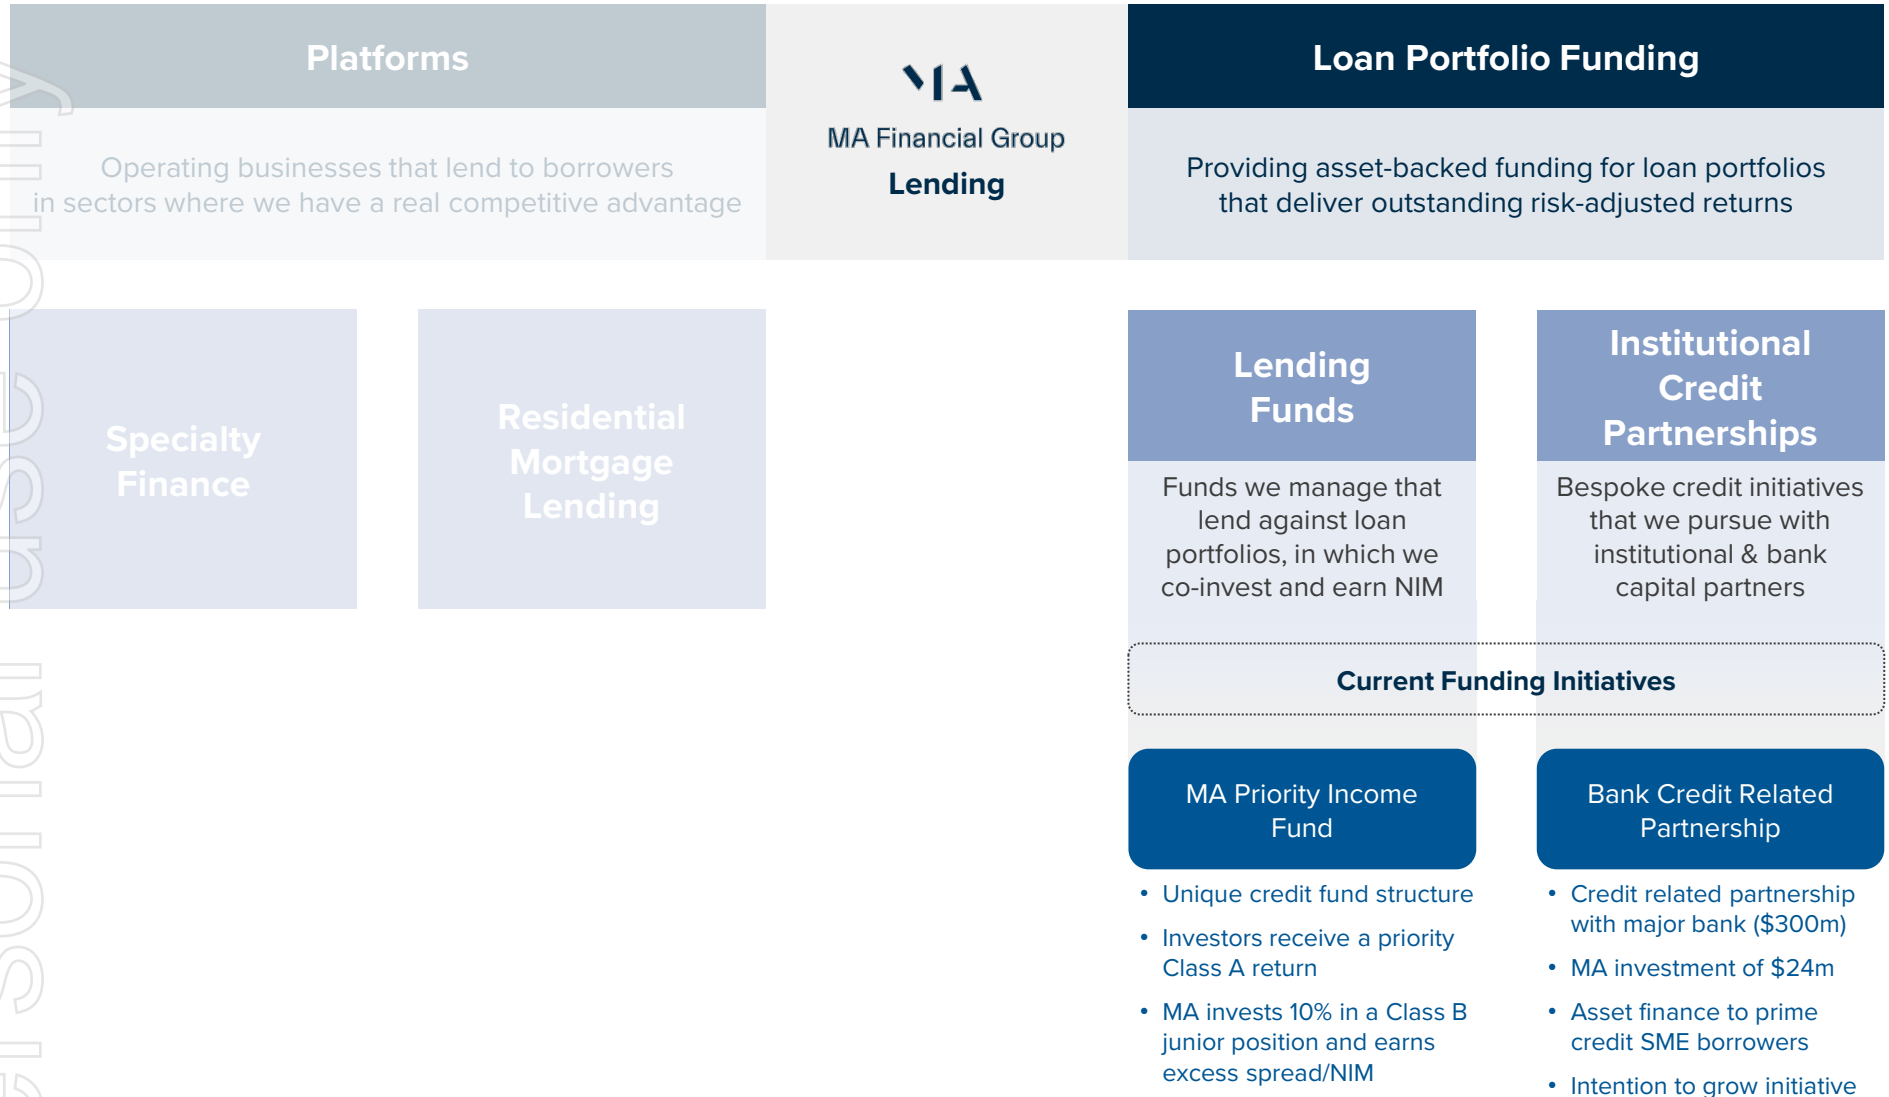 Platforms
Operating businesses that lend to borrowers
in sectors where we have a real competitive advantage
MA
MA Financial Group
Lending
Loan Portfolio Funding
Providing asset-backed funding for loan portfolios
that deliver outstanding risk-adjusted returns
Specialty
Finance
Residential
Mortgage
Lending
Lending
Funds
Funds we manage that
lend against loan
portfolios, in which we
co-invest and earn NIM
Institutional
Credit
Partnerships
Bespoke credit initiatives
that we pursue with
institutional & bank
capital partners
Current Funding Initiatives
MA Priority Income
Fund
• Unique credit fund structure
• Investors receive a priority
Class A return
• MA invests 10% in a Class B
junior position and earns
excess spread/NIM
Bank Credit Related
Partnership
• Credit related partnership
with major bank ($300m)
• MA investment of $24m
• Asset finance to prime
credit SME borrowers
• Intention to grow initiative
ersonal use only